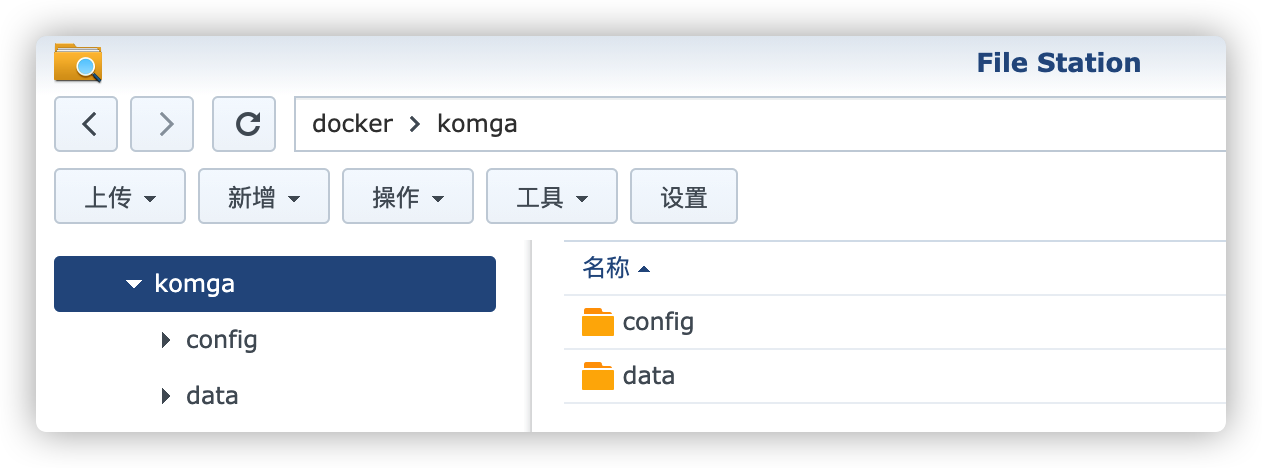 File Station
docker > komga
上传 新增 操作 工具 设置
komga
config
data
名称
config
data